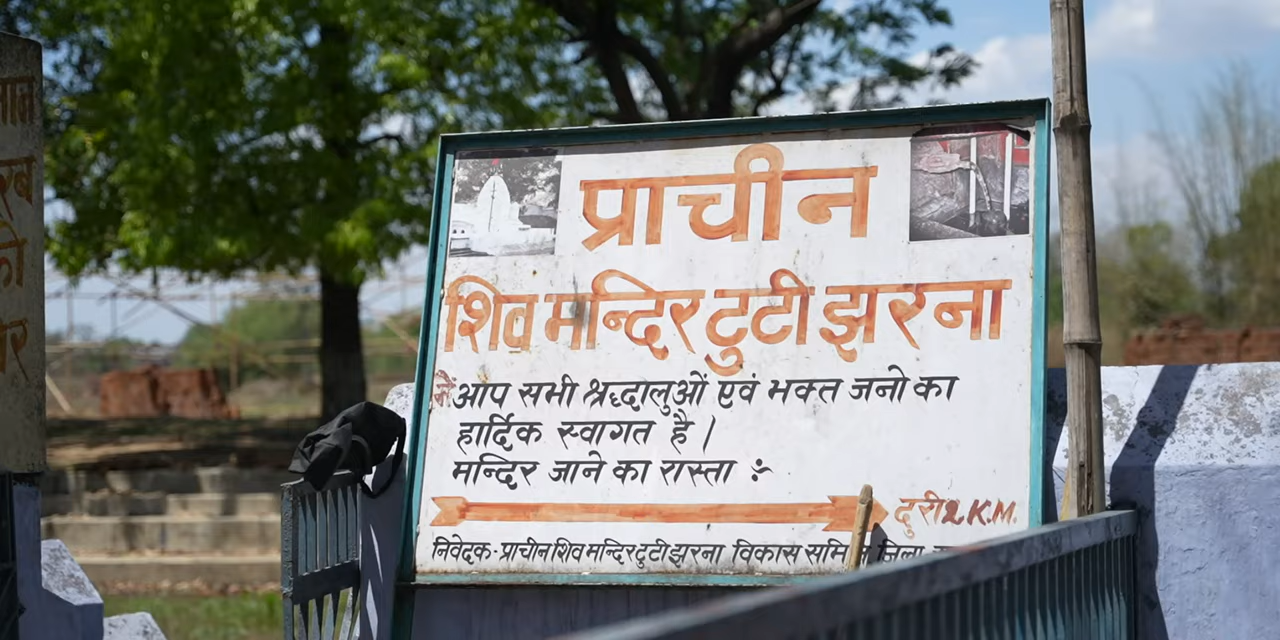 प्राचीन
शिव मन्दिर टुटी झरना
में आप सभी श्रद्धालुओं एवं भक्त जनो का
हार्दिक स्वागत है।
मन्दिर जाने का रास्ता :-
दुरी 2 K.M.
निवेदक - प्राचीन शिव मन्दिर टुटी झरना विकास समिति जिला